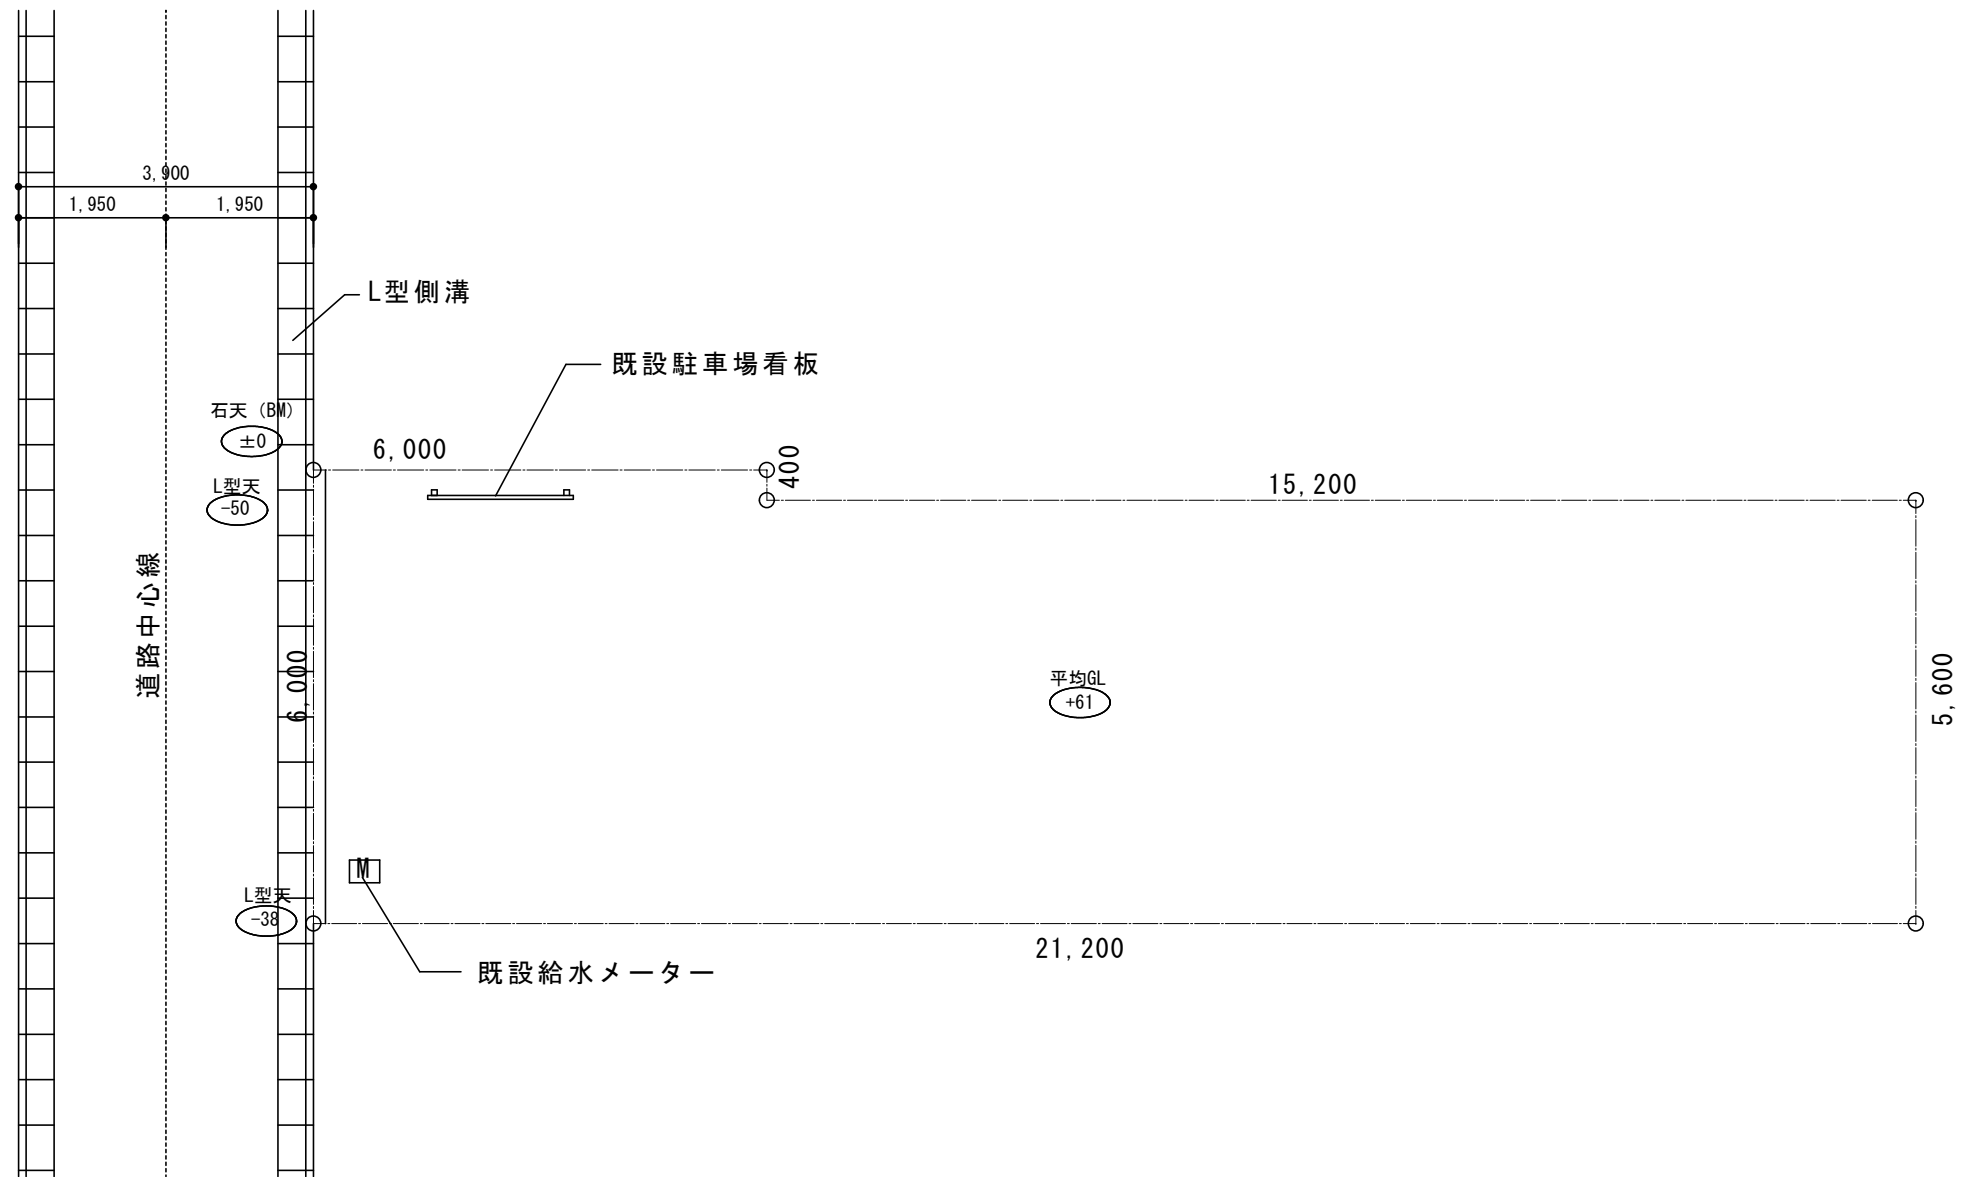 3,900
1,950
1,950
L型側溝
既設駐車場看板
石天（BM）
±0
6,000
400
L型天
-50
15,200
道路中心線
6,000
平均GL
+61
5,600
M
L型天
-38
21,200
既設給水メーター